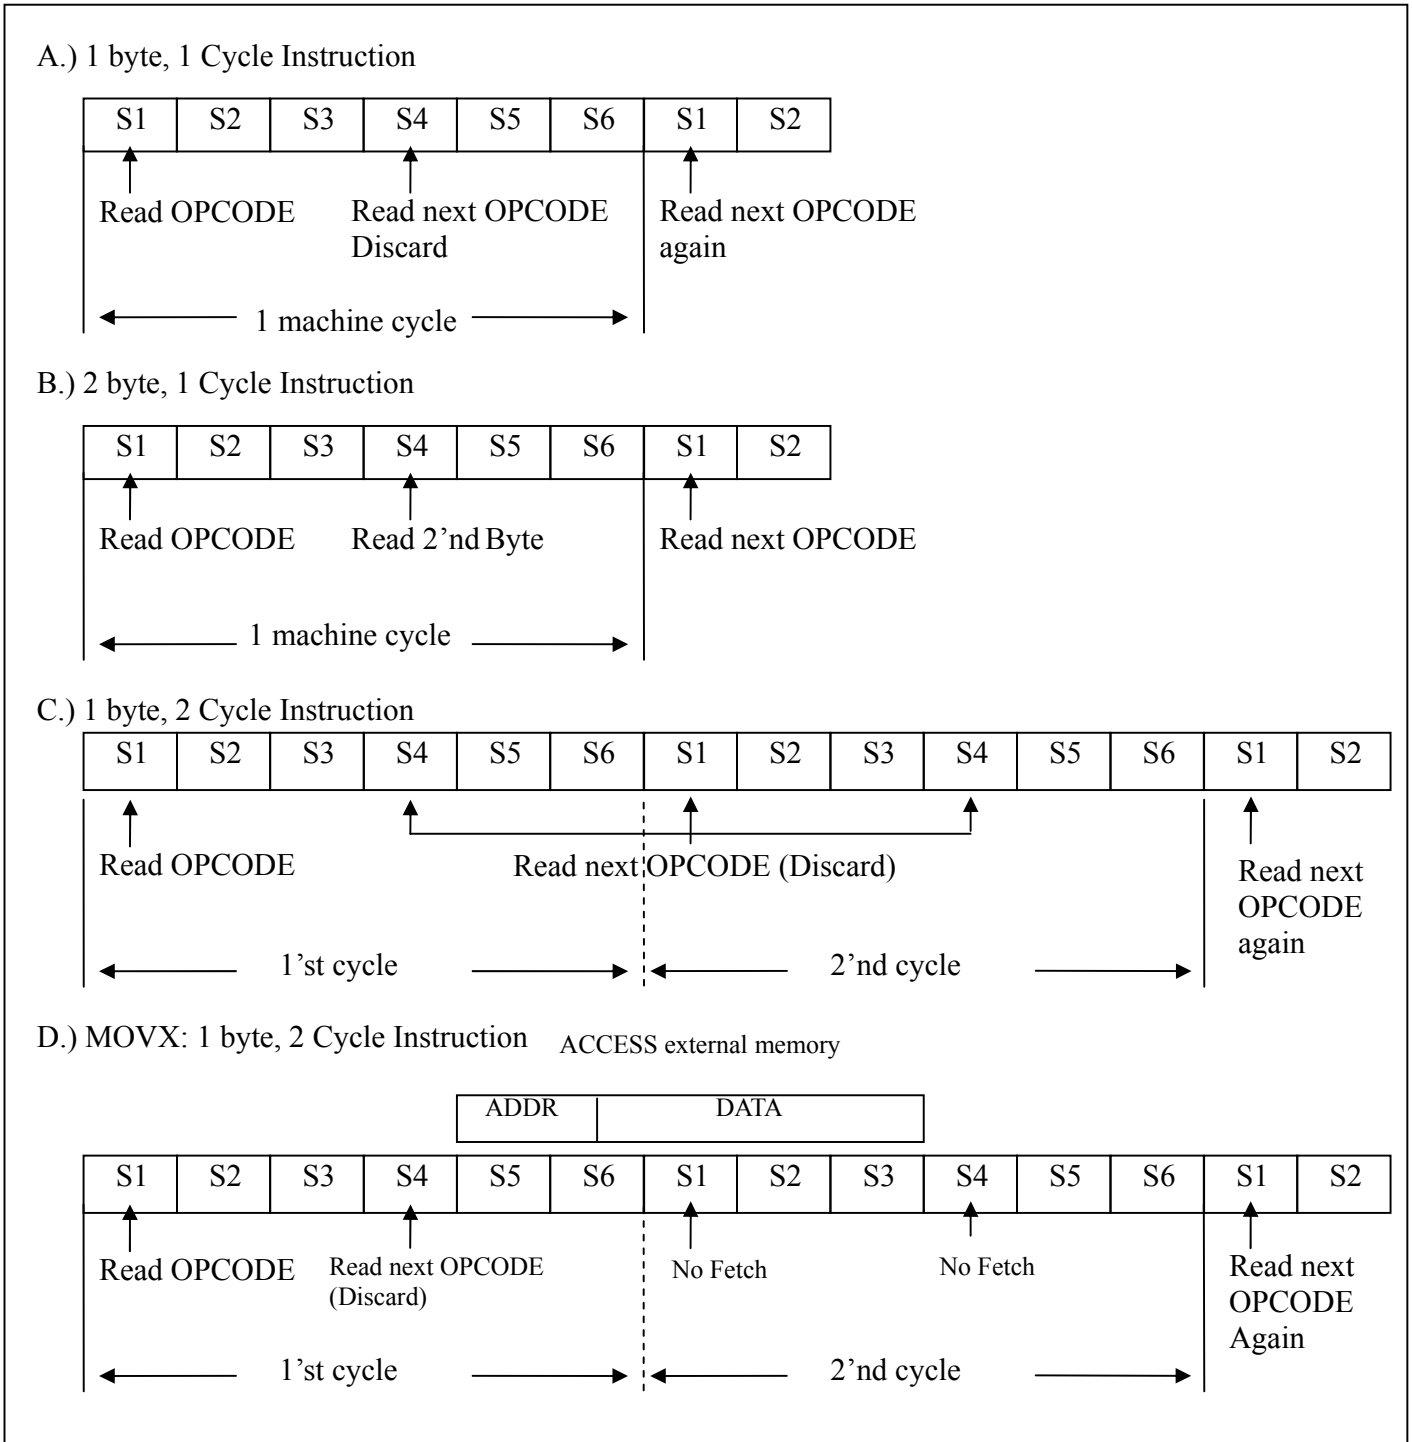 A.) 1 byte, 1 Cycle Instruction
S1 S2 S3 S4 S5 S6 S1 S2
Read OPCODE Read next OPCODE Read next OPCODE
Discard again
1 machine cycle
B.) 2 byte, 1 Cycle Instruction
S1 S2 S3 S4 S5 S6 S1 S2
Read OPCODE Read 2’nd Byte Read next OPCODE
1 machine cycle
C.) 1 byte, 2 Cycle Instruction
S1 S2 S3 S4 S5 S6 S1 S2 S3 S4 S5 S6 S1 S2
Read OPCODE Read next OPCODE (Discard) Read next
OPCODE
again
1’st cycle 2’nd cycle
D.) MOVX: 1 byte, 2 Cycle Instruction ACCESS external memory
ADDR DATA
S1 S2 S3 S4 S5 S6 S1 S2 S3 S4 S5 S6 S1 S2
Read OPCODE Read next OPCODE No Fetch No Fetch Read next
(Discard) OPCODE
Again
1’st cycle 2’nd cycle